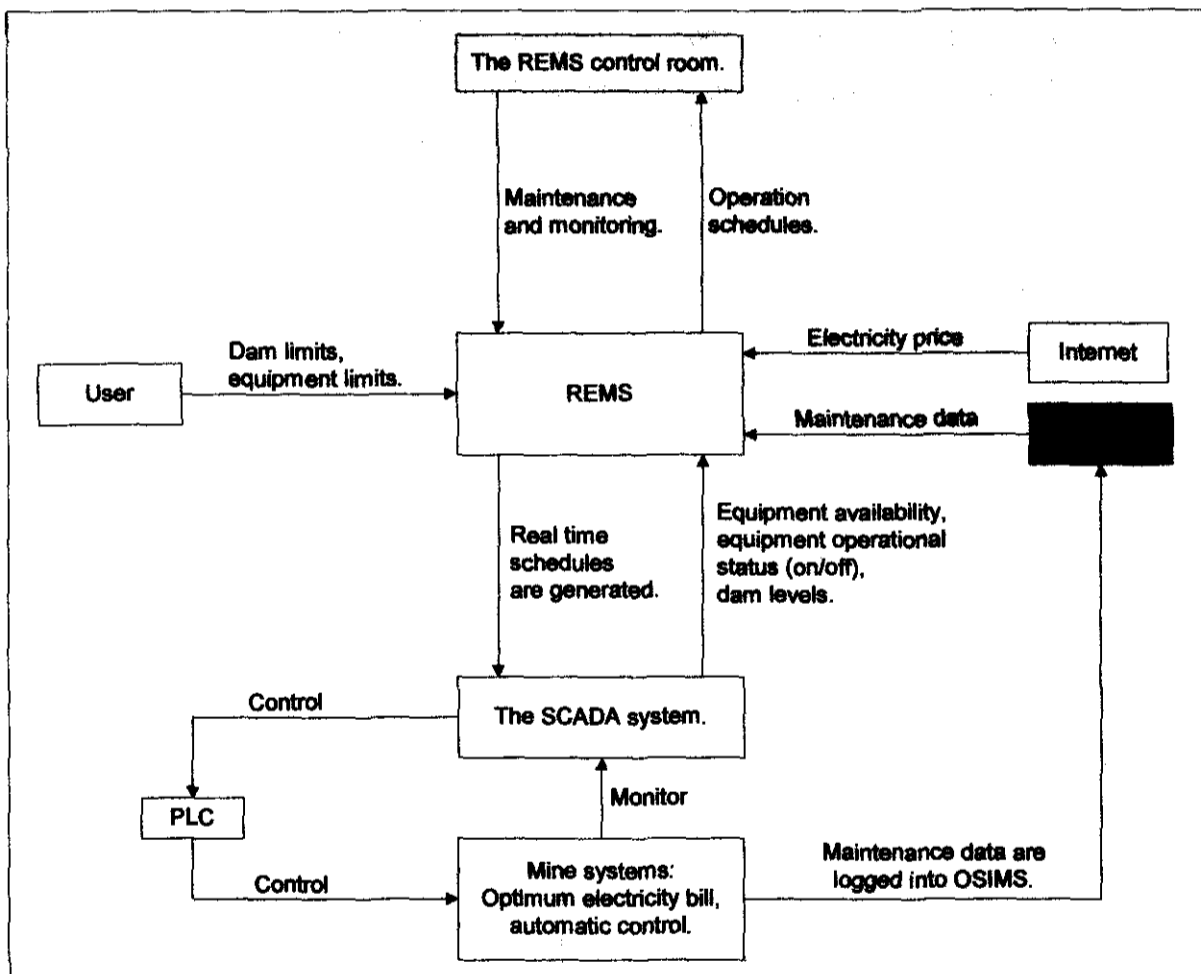 The REMS control room.
Maintenance
and monitoring.
Operation
schedules.
Dam limits,
equipment limits.
User
REMS
Electricity price
Internet
Maintenance data
Real time
schedules
are generated.
Equipment availability,
equipment operational
status (on/off),
dam levels.
Control
The SCADA system.
PLC
Monitor
Control
Mine systems:
Optimum electricity bill,
automatic control.
Maintenance data are
logged into OSIMS.